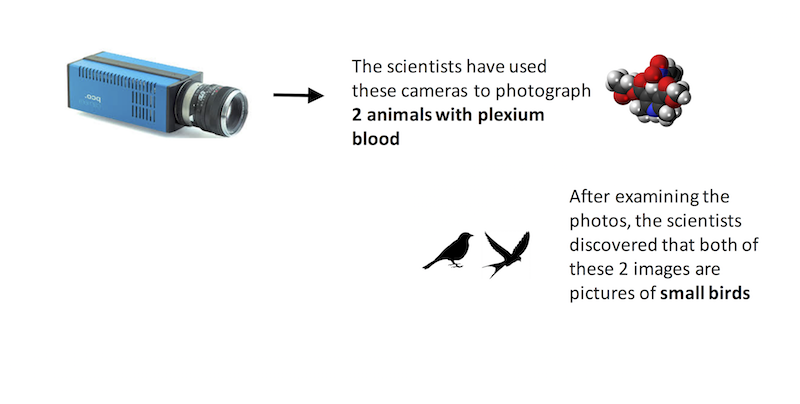 The scientists have used
these cameras to photograph
2 animals with plexium
blood
After examining the
photos, the scientists
discovered that both of
these 2 images are
pictures of small birds